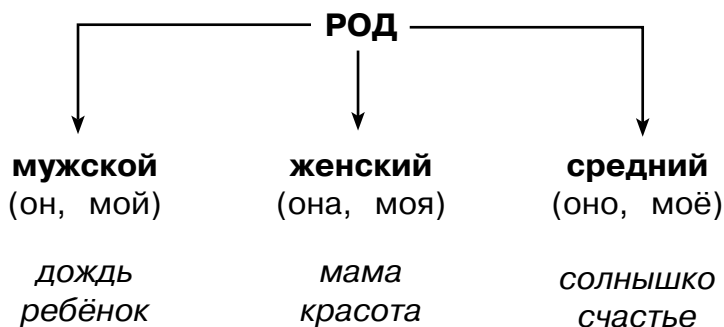 РОД
мужской женский средний
(он, мой) (она, моя) (оно, моё)
дождь мама солнышко
ребёнок красота счастье